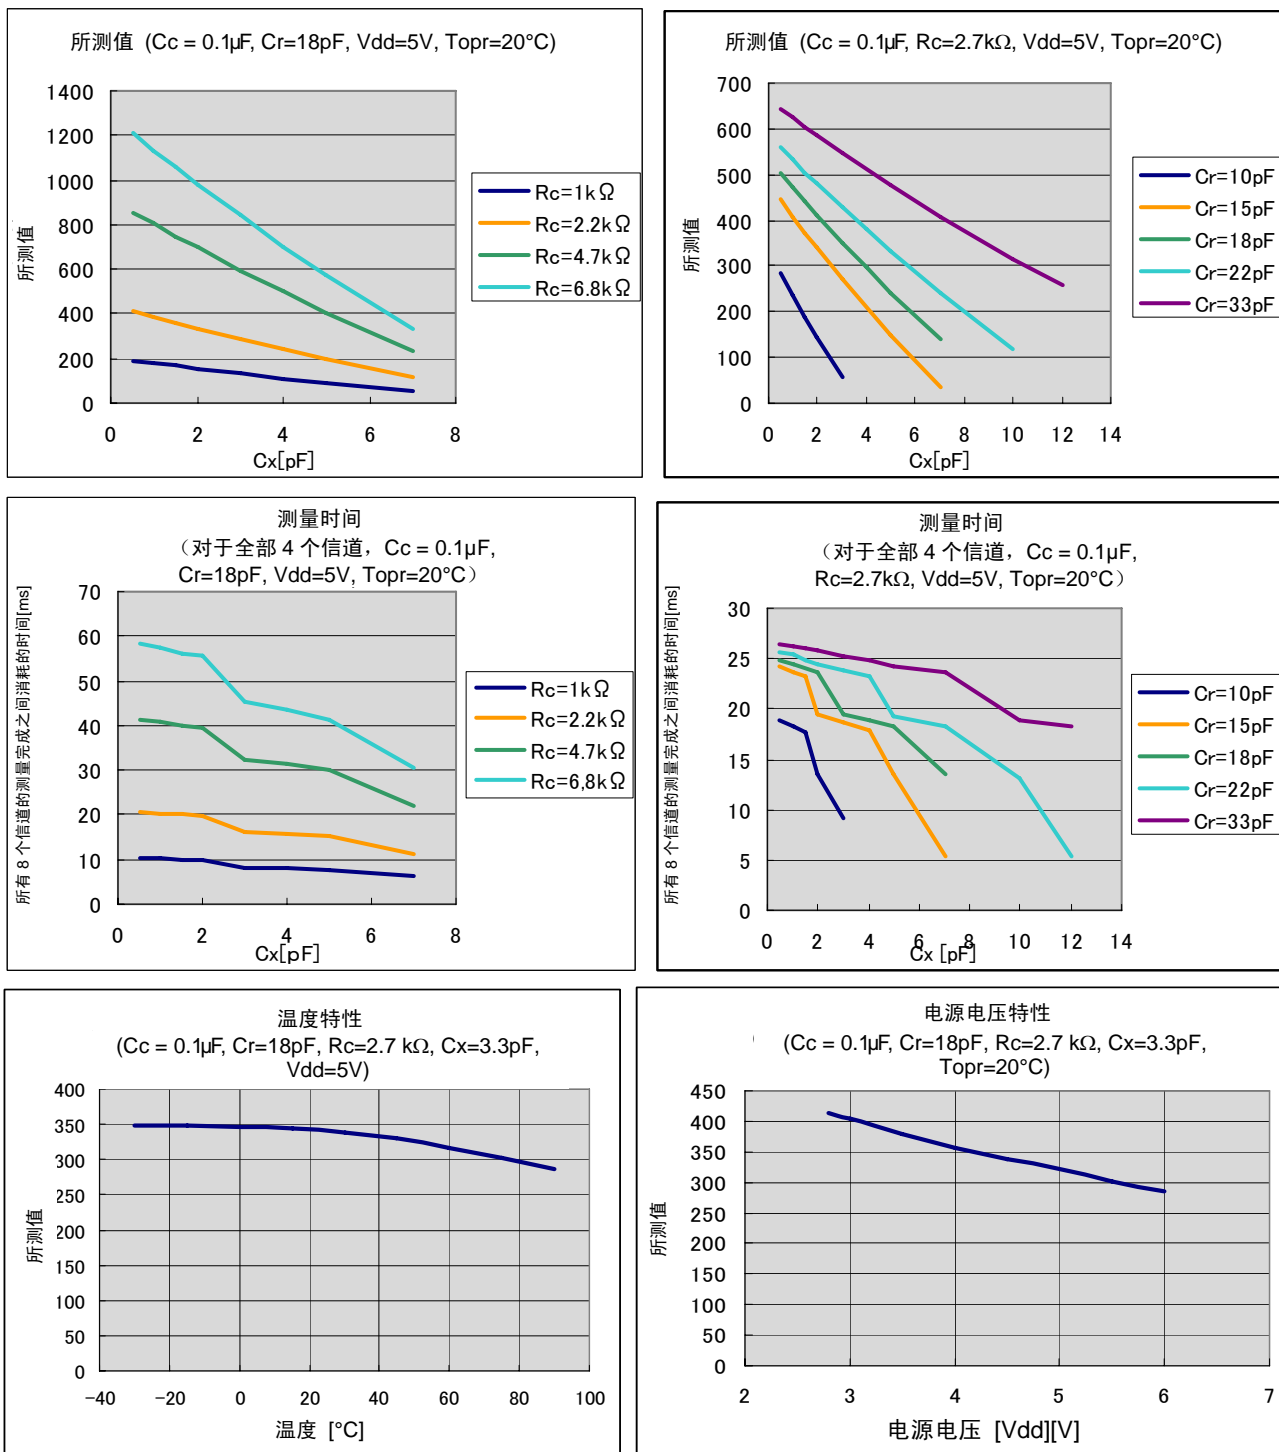 所测值 (Cc = 0.1µF, Cr=18pF, Vdd=5V, Topr=20°C)
1400
1200
1000
800
600
400
200
0
所测值
0 2 4 6 8
Cx[pF]
Rc=1kΩ
Rc=2.2kΩ
Rc=4.7kΩ
Rc=6.8kΩ
所测值 (Cc = 0.1µF, Rc=2.7kΩ, Vdd=5V, Topr=20°C)
700
600
500
400
300
200
100
0
所测值
0 2 4 6 8 10 12 14
Cx[pF]
Cr=10pF
Cr=15pF
Cr=18pF
Cr=22pF
Cr=33pF
测量时间
（对于全部 4 个信道，Cc = 0.1µF,
Cr=18pF, Vdd=5V, Topr=20°C）
70
60
50
40
30
20
10
0
所有 8 个信道的测量完成之间消耗的时间[ms]
0 2 4 6 8
Cx[pF]
Rc=1kΩ
Rc=2.2kΩ
Rc=4.7kΩ
Rc=6,8kΩ
测量时间
（对于全部 4 个信道，Cc = 0.1µF,
Rc=2.7kΩ, Vdd=5V, Topr=20°C）
30
25
20
15
10
5
0
所有 8 个信道的测量完成之间消耗的时间[ms]
0 2 4 6 8 10 12 14
Cx [pF]
Cr=10pF
Cr=15pF
Cr=18pF
Cr=22pF
Cr=33pF
温度特性
(Cc = 0.1µF, Cr=18pF, Rc=2.7 kΩ, Cx=3.3pF,
Vdd=5V)
400
350
300
250
200
150
100
50
0
所测值
-40 -20 0 20 40 60 80 100
温度 [°C]
电源电压特性
(Cc = 0.1µF, Cr=18pF, Rc=2.7 kΩ, Cx=3.3pF,
Topr=20°C)
450
400
350
300
250
200
150
100
50
0
所测值
2 3 4 5 6 7
电源电压 [Vdd][V]